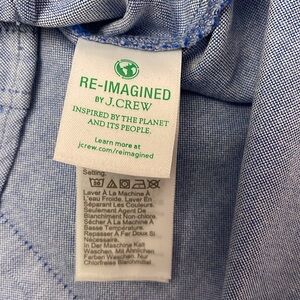 RE-IMAGINED
BY J.CREW
INSPIRED BY THE PLANET
AND ITS PEOPLE.
Learn more at
jcrew.com/reimagined
Setting.
Laver À La Machine À
L'eau Froide, Laver En
Séparant Les Couleurs.
Seulement Agent De
Blanchiment Non-chlore.
Sécher À La Machine À
Basse Température.
Repasser À Fer Doux Si
Nécessaire.
In Der Maschine Kalt
Waschen, Mit Ähnlichen
Farben Waschen, Nur
Chlorfreies Bleichmittel.